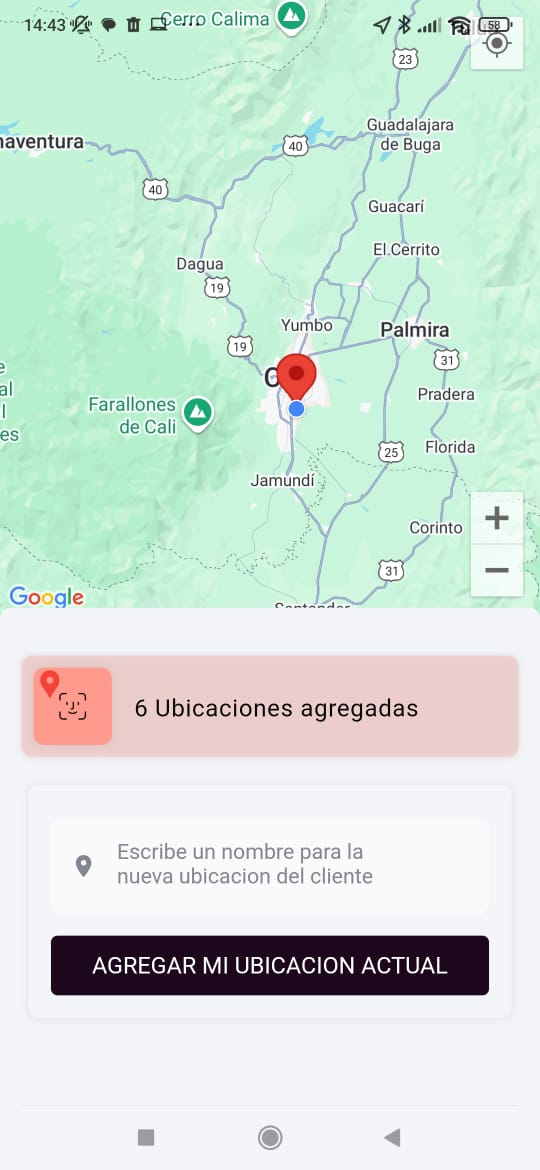 14:43
58
Cerro Calima
23
Guadalajara
de Buga
naventura
40
40
Guacarí
El Cerrito
Dagua
19
Yumbo
Palmira
19
31
C
Pradera
Farallones
de Cali
al
es
25
Florida
Jamundí
Corinto
31
Google
Santander
6 Ubicaciones agregadas
Escribe un nombre para la
nueva ubicacion del cliente
AGREGAR MI UBICACION ACTUAL